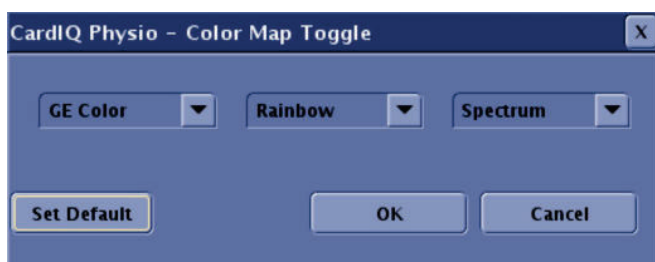 CardIQ Physio – Color Map Toggle X
GE Color Rainbow Spectrum
Set Default OK Cancel